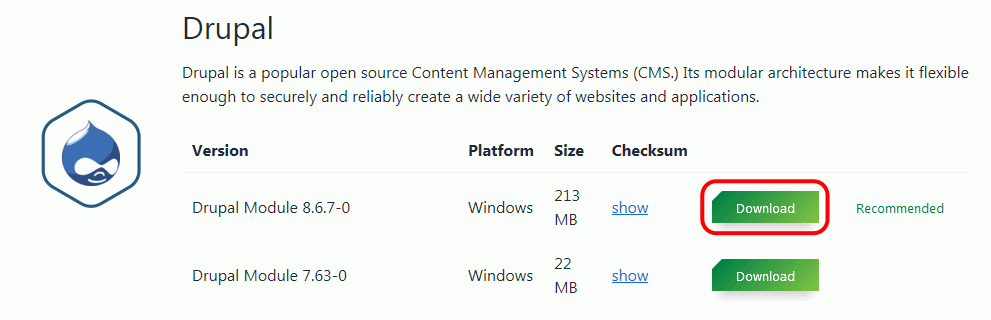 Drupal
Drupal is a popular open source Content Management Systems (CMS.) Its modular architecture makes it flexible
enough to securely and reliably create a wide variety of websites and applications.
Version Platform Size Checksum
Drupal Module 8.6.7-0 Windows 213 MB show Download Recommended
Drupal Module 7.63-0 Windows 22 MB show Download